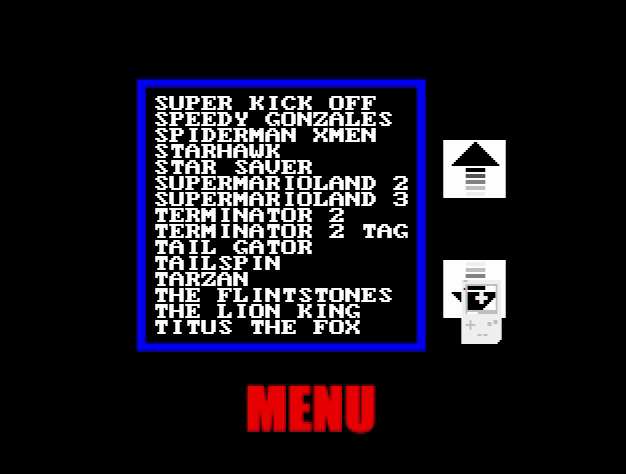 SUPER KICK OFF
SPEEDY GONZALES
SPIDERMAN XMEN
STARHAWK
STAR SAVER
SUPERMARIOLAND 2
SUPERMARIOLAND 3
TERMINATOR 2
TERMINATOR 2 TAG
TAIL GATOR
TAILSPIN
TARZAN
THE FLINTSTONES
THE LION KING
TITUS THE FOX
MENU